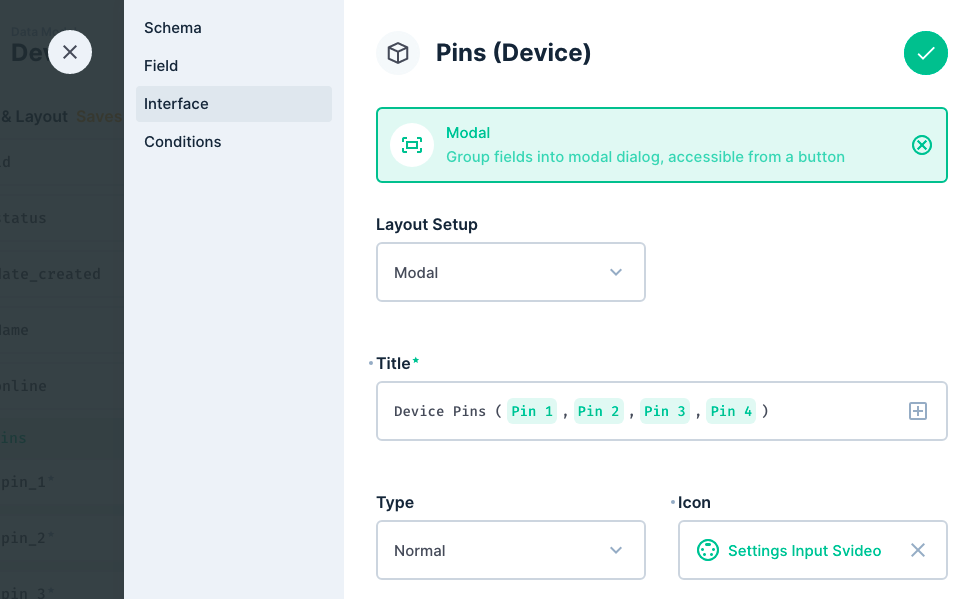 Data Mo
De
& Layout Saves
d
status
date_created
name
online
pins
pin_1*
pin_2*
pin_3*
Schema
Field
Interface
Conditions
Pins (Device)
Modal
Group fields into modal dialog, accessible from a button
Layout Setup
Modal
Title*
Device Pins ( Pin 1 , Pin 2 , Pin 3 , Pin 4 )
Type
Normal
Icon
Settings Input Svideo